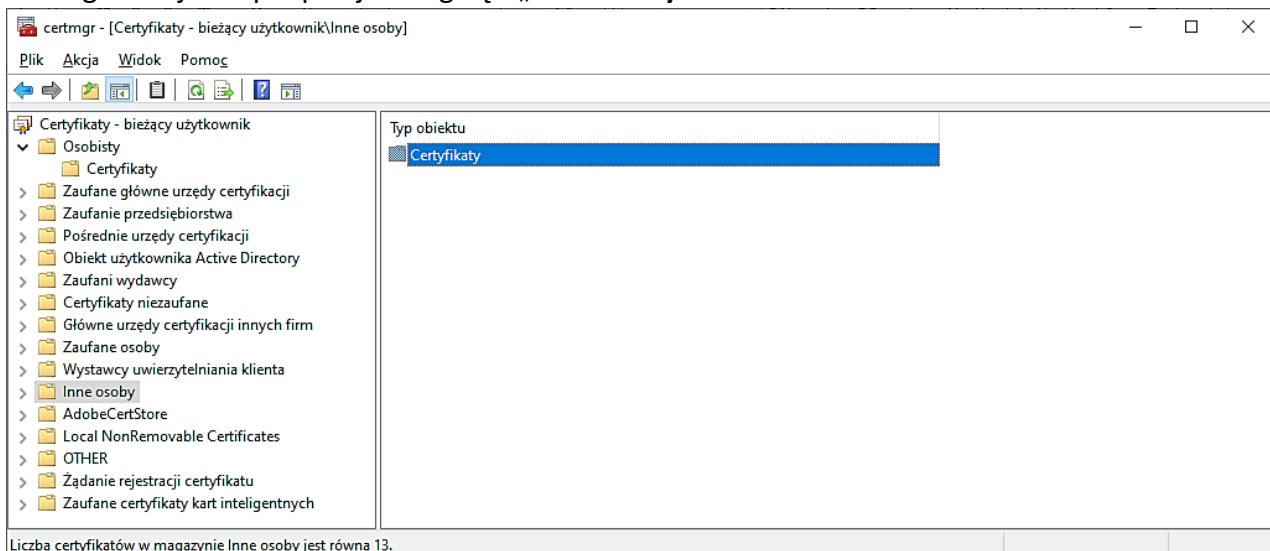 certmgr - [Certyfikaty - bieżący użytkownik\Inne osoby]
Plik Akcja Widok Pomoc
Certyfikaty - bieżący użytkownik
Osobisty
Certyfikaty
Zaufane główne urzędy certyfikacji
Zaufanie przedsiębiorstwa
Pośrednie urzędy certyfikacji
Obiekt użytkownika Active Directory
Zaufani wydawcy
Certyfikaty niezaufane
Główne urzędy certyfikacji innych firm
Zaufane osoby
Wystawcy uwierzytelniania klienta
Inne osoby
AdobeCertStore
Local NonRemovable Certificates
OTHER
Żądanie rejestracji certyfikatu
Zaufane certyfikaty kart inteligentnych
Typ obiektu
Certyfikaty
Liczba certyfikatów w magazynie Inne osoby jest równa 13.